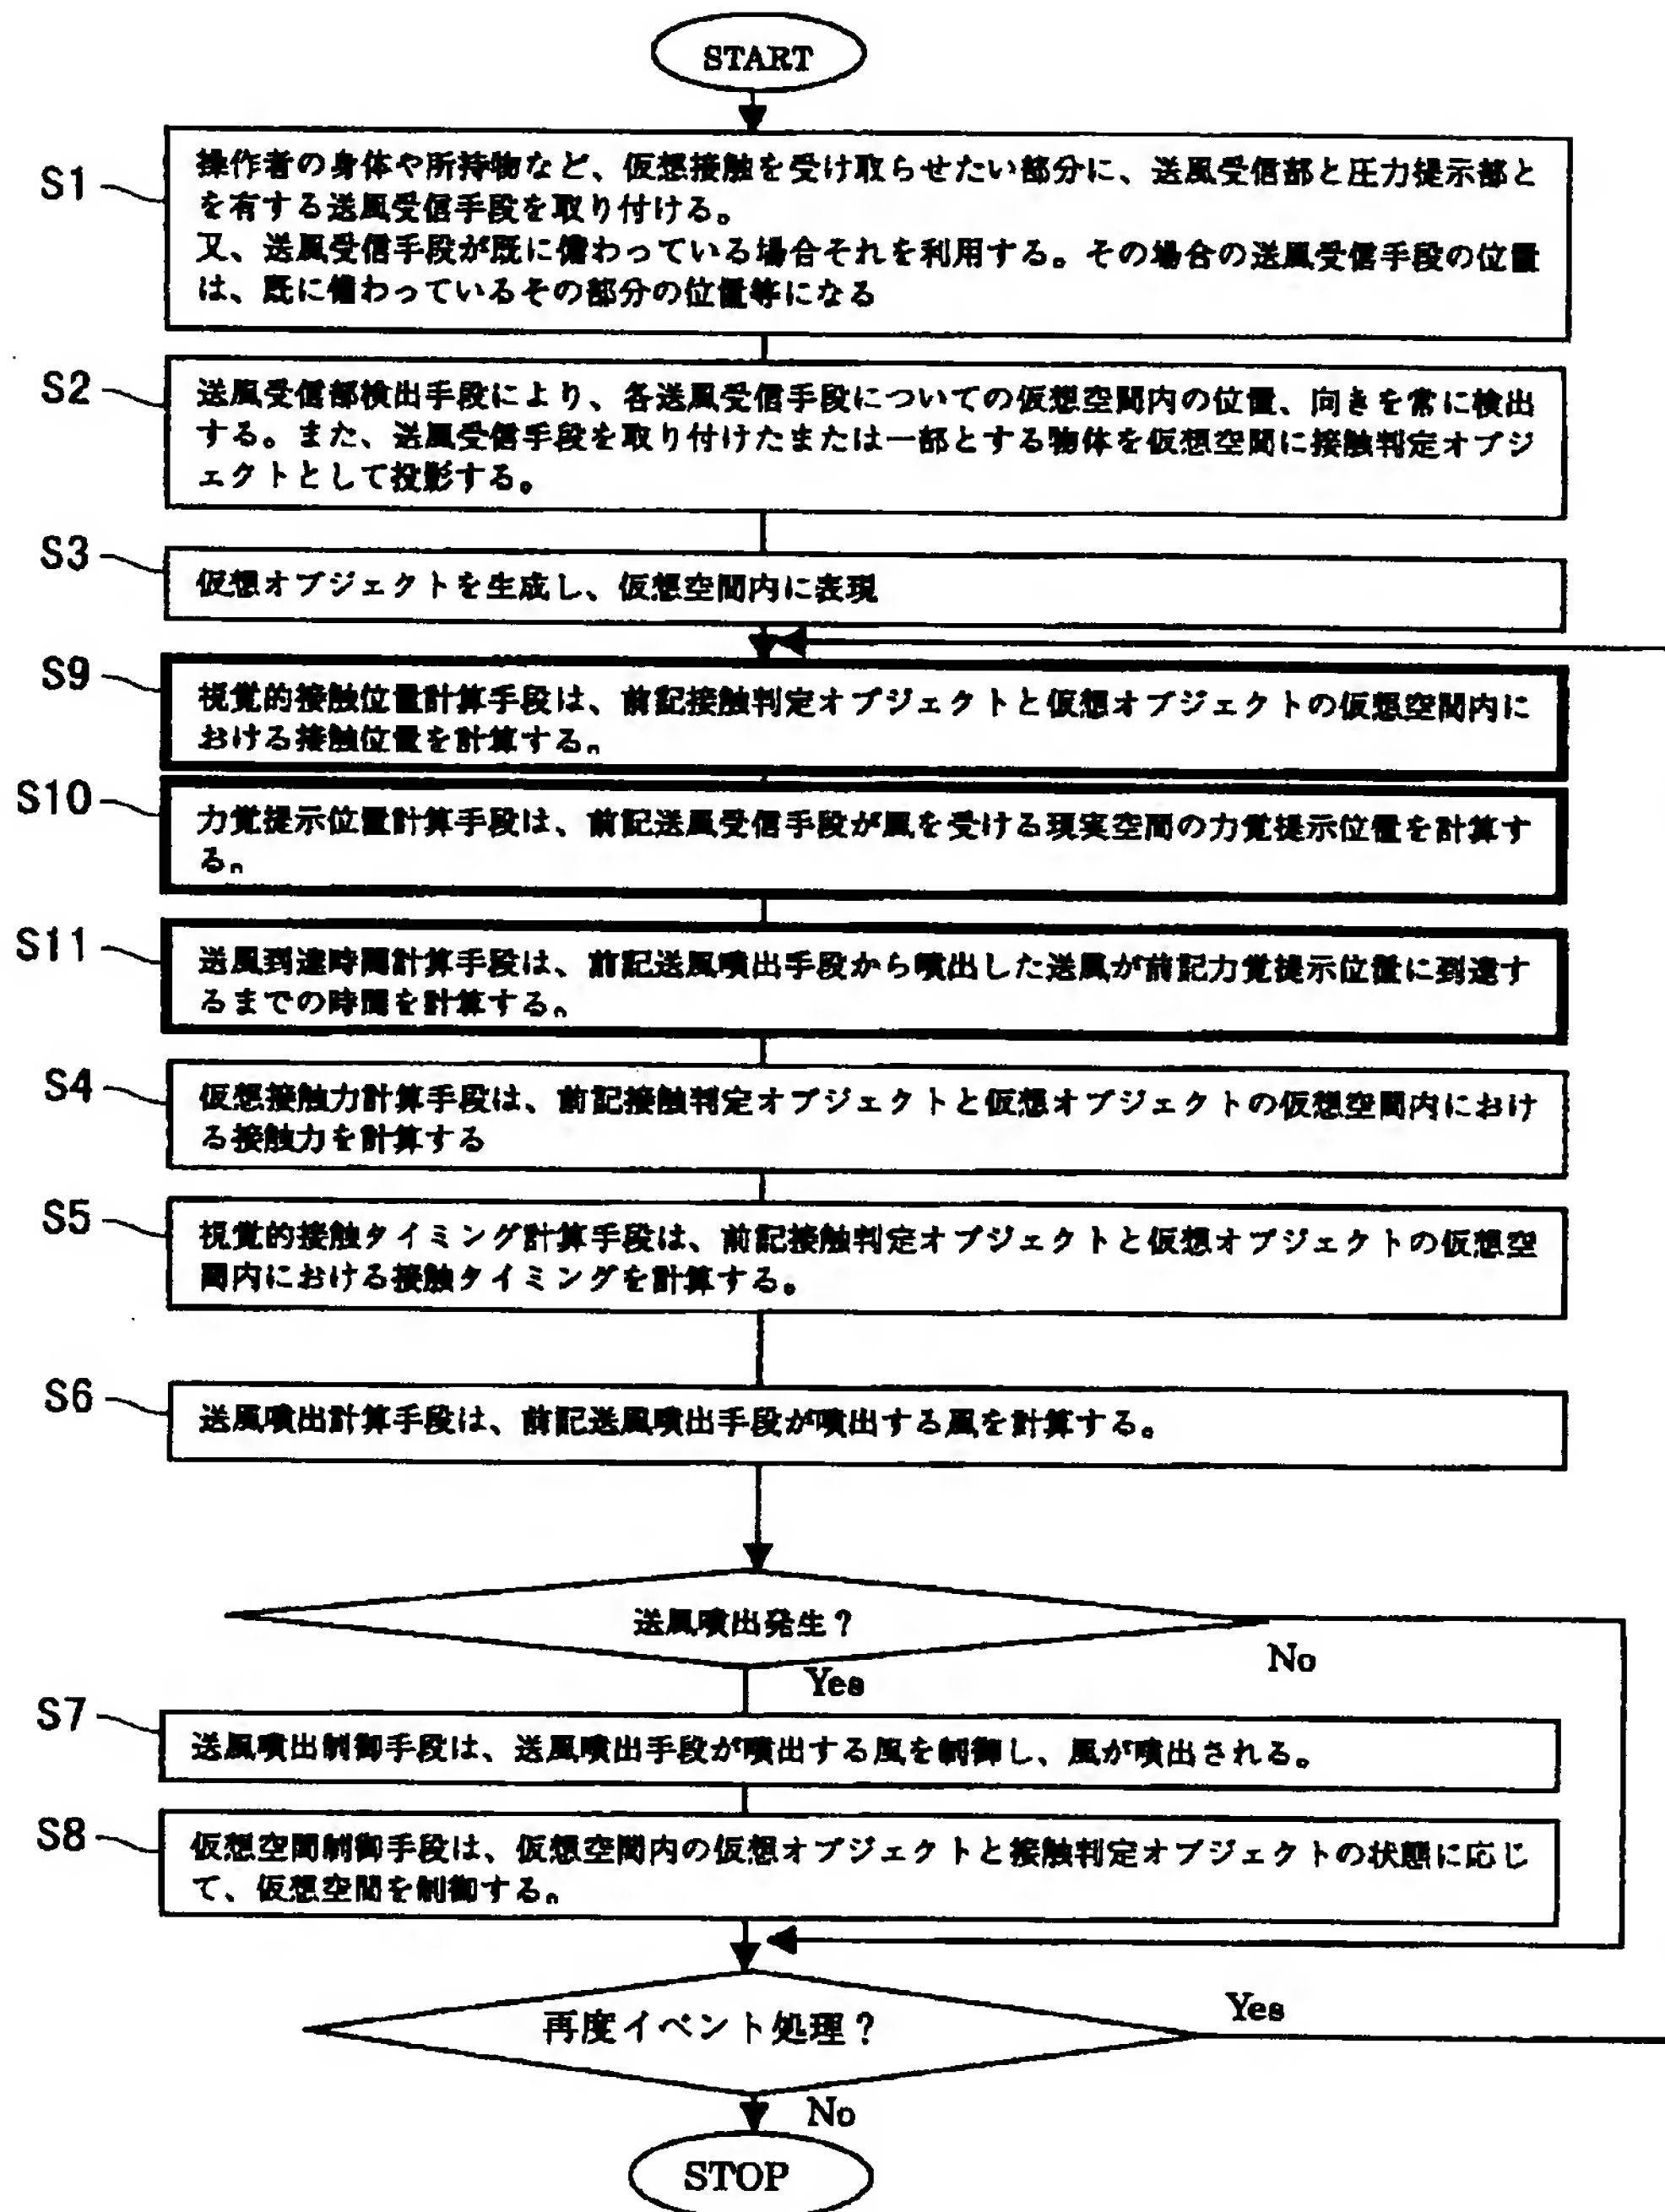 START
S1
操作者の身体や所持物など、仮想接触を受け取らせたい部分に、送風受信部と圧力提示部と
を有する送風受信手段を取り付ける。
又、送風受信手段が既に備わっている場合それを利用する。その場合の送風受信手段の位置
は、既に備わっているその部分の位置等になる
S2
送風受信部検出手段により、各送風受信手段についての仮想空間内の位置、向きを常に検出
する。また、送風受信手段を取り付けたまたは一部とする物体を仮想空間に接触判定オブジ
ェクトとして投影する。
S3
仮想オブジェクトを生成し、仮想空間内に表現
S9
視覚的接触位置計算手段は、前記接触判定オブジェクトと仮想オブジェクトの仮想空間内に
おける接触位置を計算する。
S10
力覚提示位置計算手段は、前記送風受信手段が風を受ける現実空間の力覚提示位置を計算す
る。
S11
送風到達時間計算手段は、前記送風噴出手段から噴出した送風が前記力覚提示位置に到達す
るまでの時間を計算する。
S4
仮想接触力計算手段は、前記接触判定オブジェクトと仮想オブジェクトの仮想空間内におけ
る接触力を計算する
S5
視覚的接触タイミング計算手段は、前記接触判定オブジェクトと仮想オブジェクトの仮想空
間内における接触タイミングを計算する。
S6
送風噴出計算手段は、前記送風噴出手段が噴出する風を計算する。
送風噴出発生？
No
Yes
S7
送風噴出制御手段は、送風噴出手段が噴出する風を制御し、風が噴出される。
S8
仮想空間制御手段は、仮想空間内の仮想オブジェクトと接触判定オブジェクトの状態に応じ
て、仮想空間を制御する。
再度イベント処理？
Yes
No
STOP